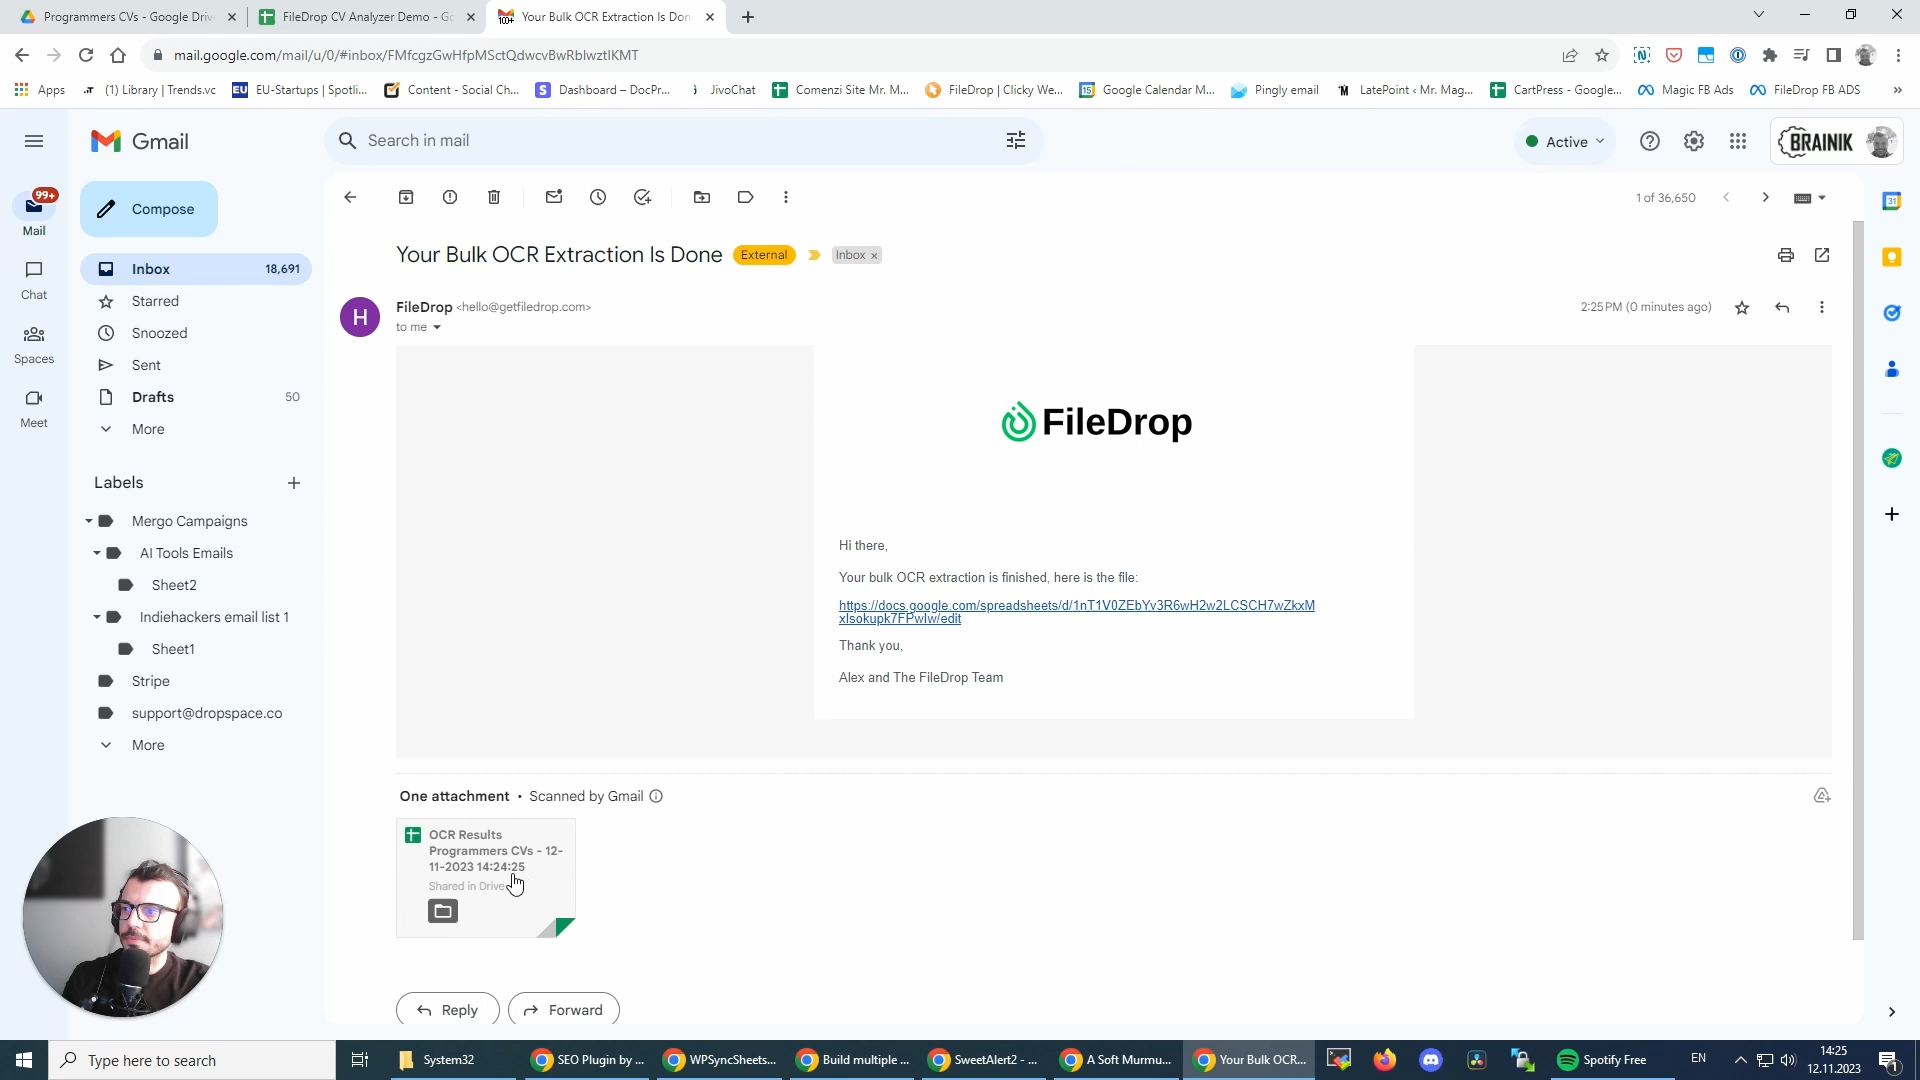 Programmers CVs - Google Driv
FileDrop CV Analyzer Demo - Go
100+
Your Bulk OCR Extraction Is Don
mail.google.com/mail/u/0/#inbox/FMfcgzGwHfpMSctQdwcvBwRblwztlKMT
Apps
(1) Library | Trends.vc
EU
EU-Startups | Spotli...
Content - Social Ch...
S
Dashboard – DocPr...
JivoChat
Comenzi Site Mr. M...
FileDrop | Clicky We...
Google Calendar M...
Pingly email
LatePoint ‹ Mr. Mag...
CartPress - Google...
Magic FB Ads
FileDrop FB ADS
»
Gmail
Search in mail
Active
BRAINIK
99+
Mail
Compose
1 of 36,650
31
Inbox 18,691
Your Bulk OCR Extraction Is Done
External
Inbox ×
Chat
Starred
H
FileDrop <hello@getfiledrop.com>
2:25 PM (0 minutes ago)
to me
Snoozed
Spaces
Sent
Drafts 50
Meet
More
FileDrop
Labels
Mergo Campaigns
AI Tools Emails
Sheet2
Indiehackers email list 1
Sheet1
Stripe
support@dropspace.co
More
Hi there,
Your bulk OCR extraction is finished, here is the file:
https://docs.google.com/spreadsheets/d/1nT1V0ZEbYv3R6wH2w2LCSCH7wZkxM
xlsokupk7FPwIw/edit
Thank you,
Alex and The FileDrop Team
One attachment • Scanned by Gmail
OCR Results
Programmers CVs - 12-
11-2023 14:24:25
Shared in Drive
Reply
Forward
Type here to search
System32
SEO Plugin by ...
WPSyncSheets...
Build multiple ...
SweetAlert2 - ...
A Soft Murmu...
Your Bulk OCR...
Spotify Free
EN
14:25
12.11.2023
1